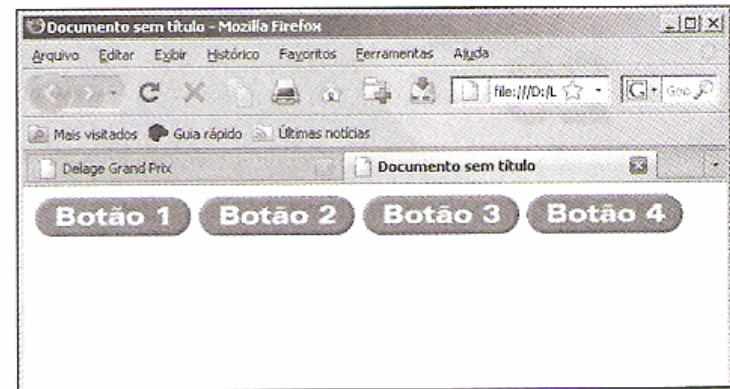 Documento sem título - Mozilla Firefox
Arquivo Editar Exibir Histórico Favoritos Ferramentas Ajuda
file:///D:/L G Goo
Mais visitados Guia rápido Últimas notícias
Delage Grand Prix Documento sem título
Botão 1 Botão 2 Botão 3 Botão 4